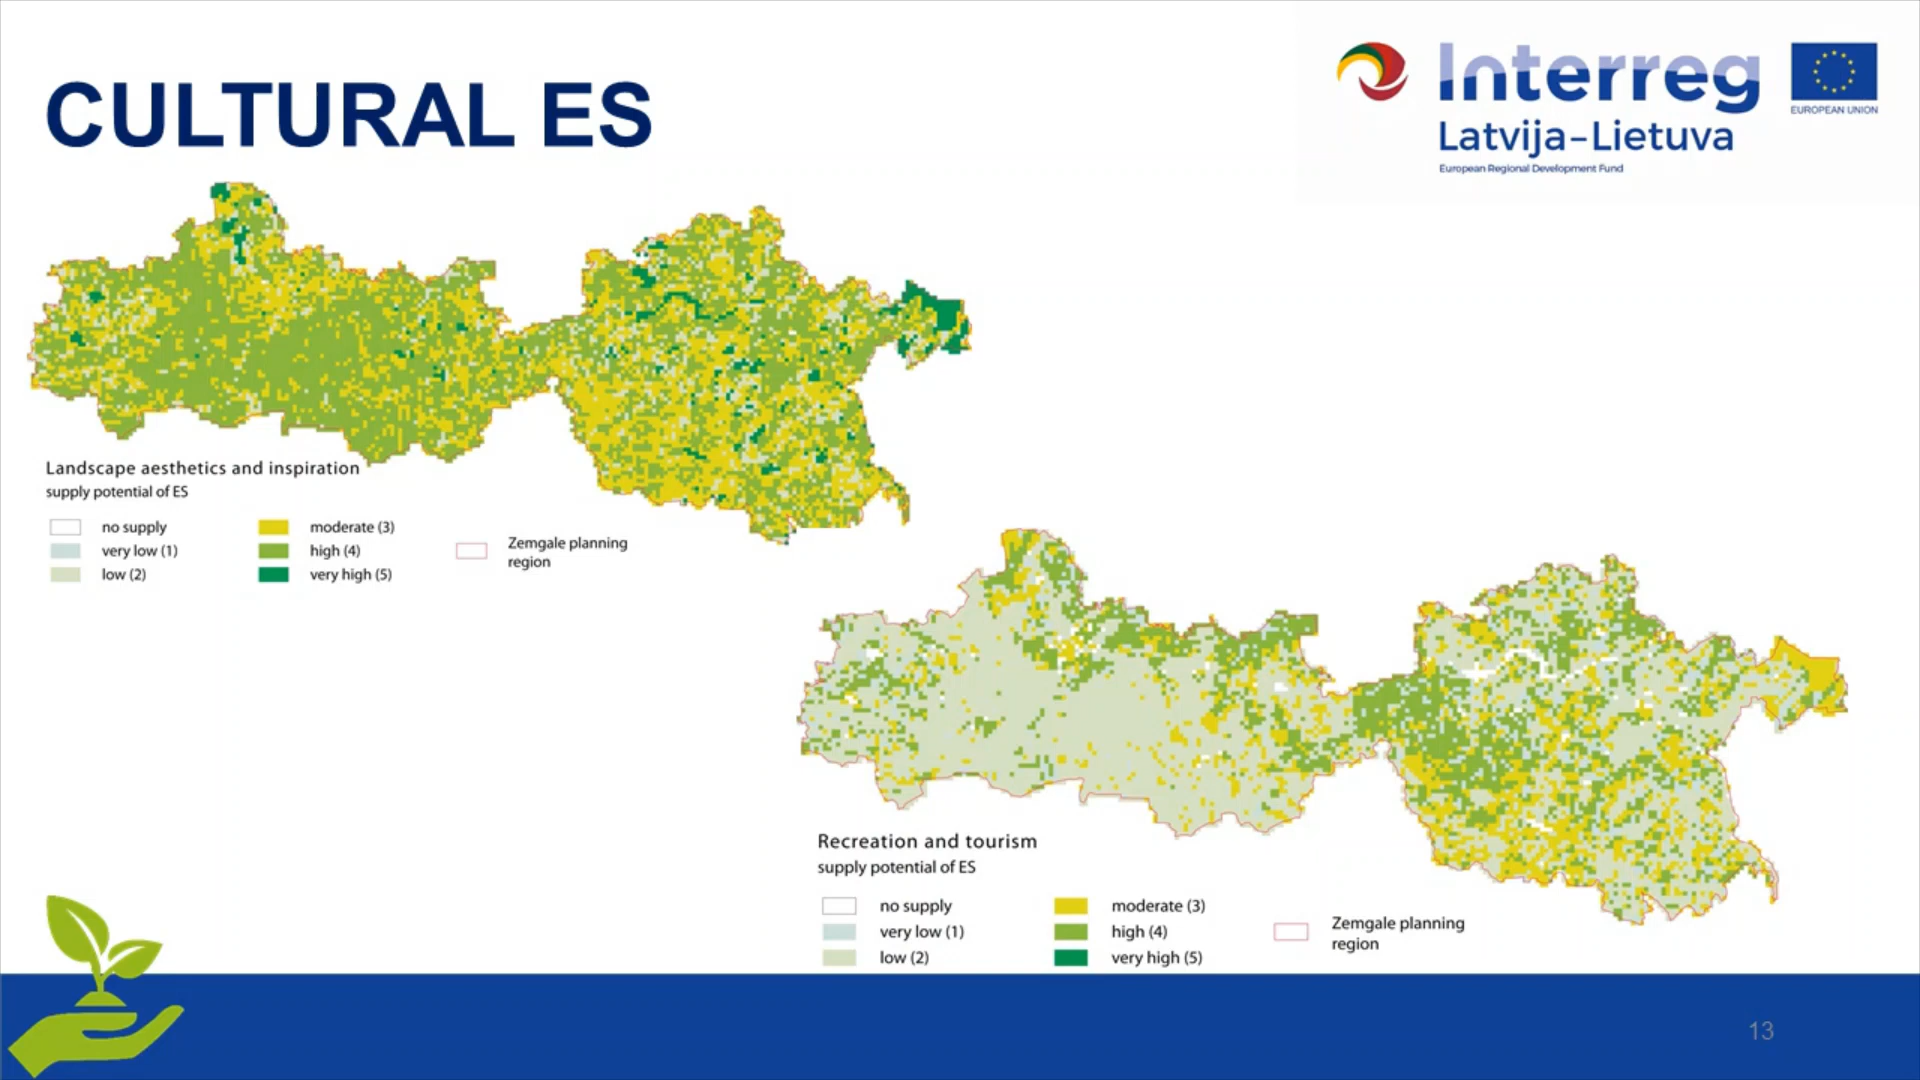 CULTURAL ES
Interreg
EUROPEAN UNION
Latvija-Lietuva
European Regional Development Fund
Landscape aesthetics and inspiration
supply potential of ES
no supply
very low (1)
low (2)
moderate (3)
high (4)
very high (5)
Zemgale planning
region
Recreation and tourism
supply potential of ES
no supply
very low (1)
low (2)
moderate (3)
high (4)
very high (5)
Zemgale planning
region
13